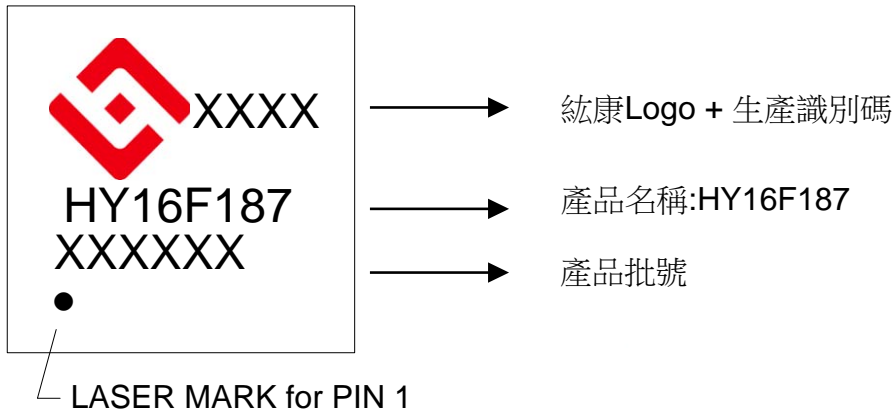 XXXX
紘康Logo + 生產識別碼
HY16F187
產品名稱:HY16F187
XXXXXX
產品批號
LASER MARK for PIN 1